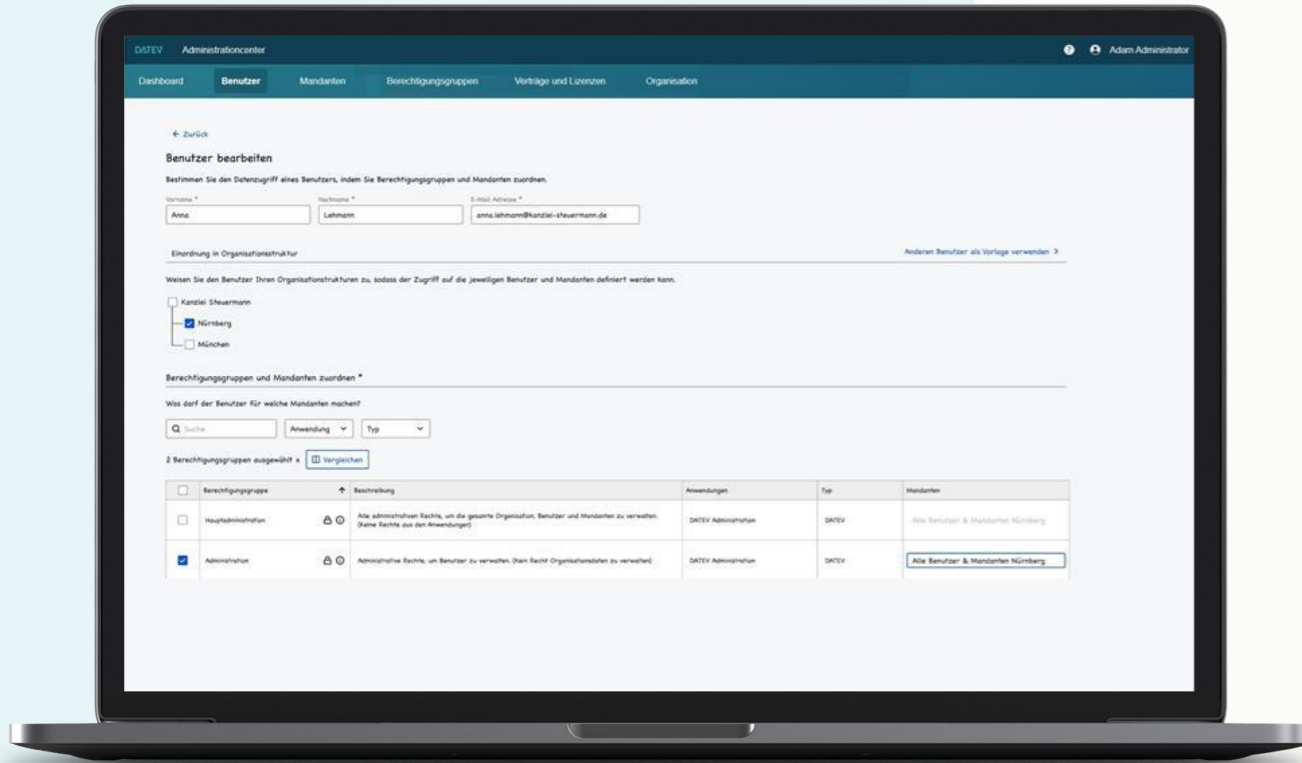 DATEV Administrationcenter
? Adam Administrator
Dashboard Benutzer Mandanten Berechtigungsgruppen Verträge und Lizenzen Organisation
← Zurück
Benutzer bearbeiten
Bestimmen Sie den Datenzugriff eines Benutzers, indem Sie Berechtigungsgruppen und Mandanten zuordnen.
Vorname * Nachname * E-Mail Adresse *
Anna Lehmann anna.lehmann@kanzlei-steuermann.de
Einordnung in Organisationsstruktur Anderen Benutzer als Vorlage verwenden >
Weisen Sie den Benutzer Ihren Organisationstrukturen zu, sodass der Zugriff auf die jeweiligen Benutzer und Mandanten definiert werden kann.
Kanzlei Steuermann
Nürnberg
München
Berechtigungsgruppen und Mandanten zuordnen *
Was darf der Benutzer für welche Mandanten machen?
Suche Anwendung Typ
2 Berechtigungsgruppen ausgewählt x Vergleichen
Berechtigungsgruppe ↑ Beschreibung Anwendungen Typ Mandanten
Hauptadministration Alle administrativen Rechte, um die gesamte Organisation, Benutzer und Mandanten zu verwalten. (Keine Rechte aus den Anwendungen) DATEV Administration DATEV Alle Benutzer & Mandanten Nürnberg
Administration Administrative Rechte, um Benutzer zu verwalten. (Kein Recht Organisationsdaten zu verwalten) DATEV Administration DATEV Alle Benutzer & Mandanten Nürnberg